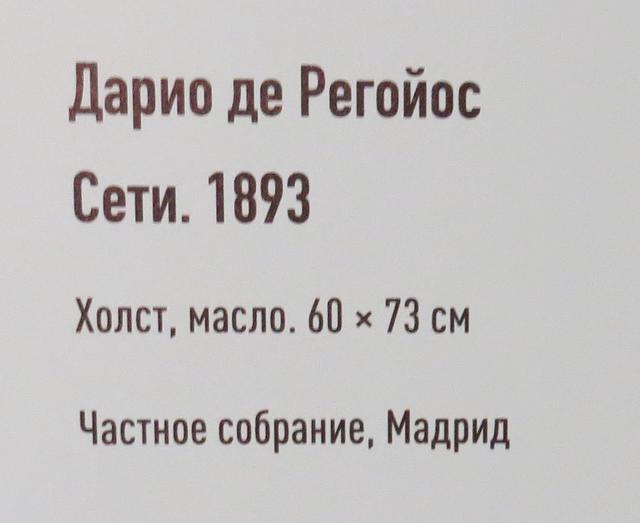 Дарио де Регойос
Сети. 1893
Холст, масло. 60 × 73 см
Частное собрание, Мадрид